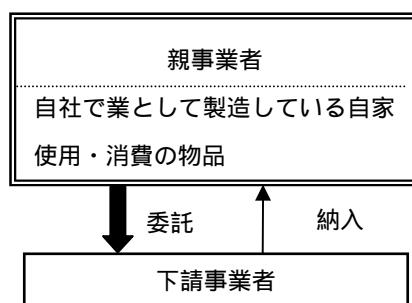 親事業者
自社で業として製造している自家
使用・消費の物品
委託
納入
下請事業者